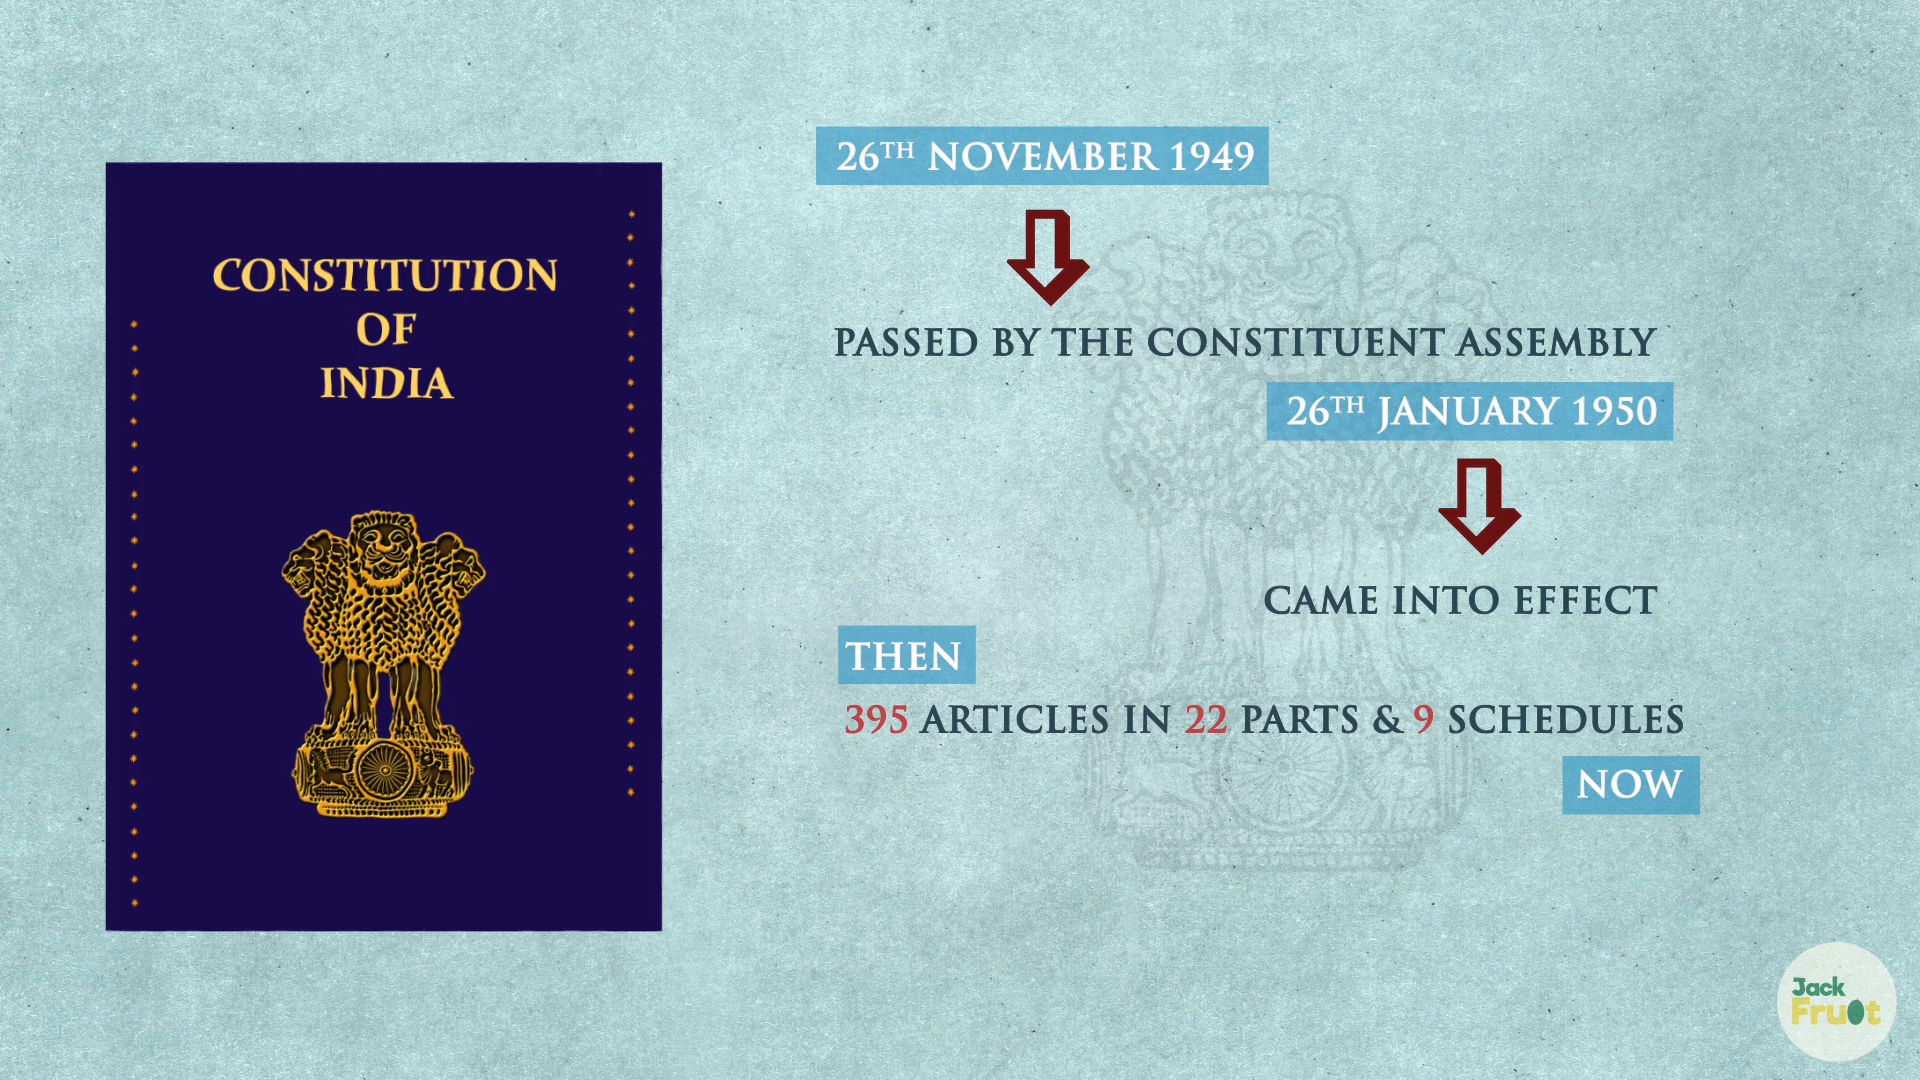 CONSTITUTION
OF
INDIA
26TH NOVEMBER 1949
PASSED BY THE CONSTITUENT ASSEMBLY
26TH JANUARY 1950
CAME INTO EFFECT
THEN
395 ARTICLES IN 22 PARTS & 9 SCHEDULES
NOW
Jack
Fruit